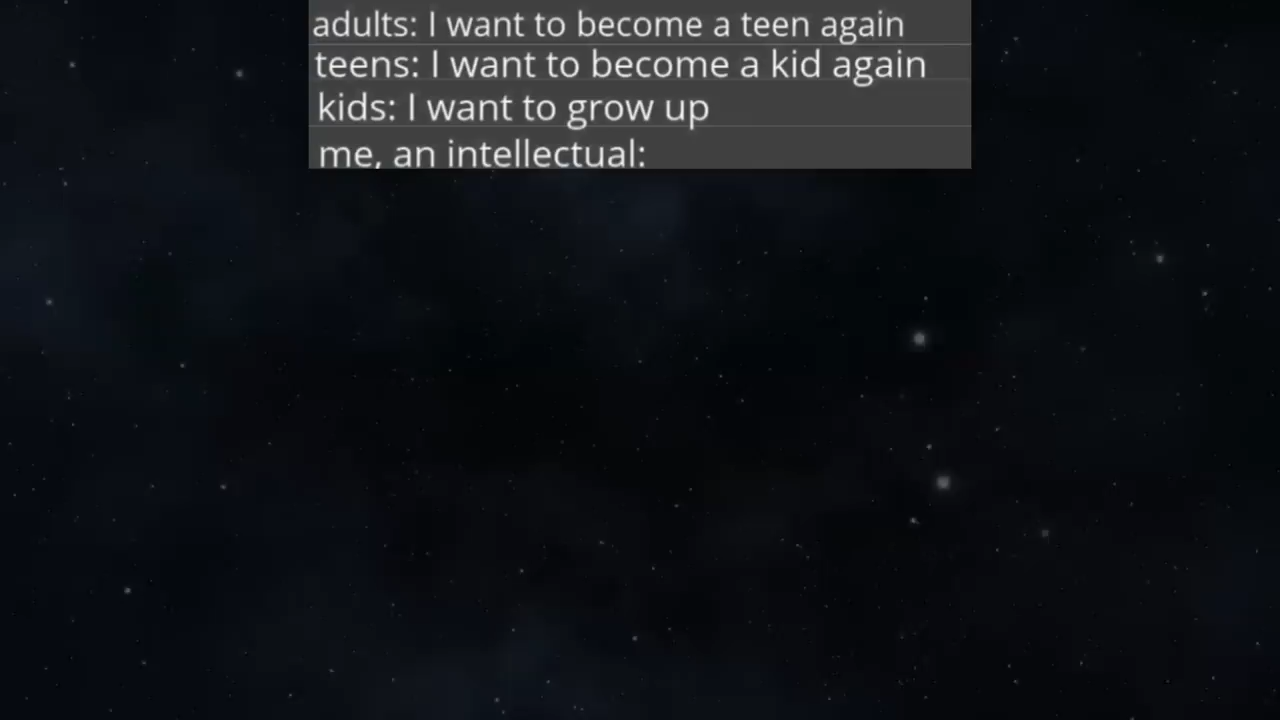 adults: I want to become a teen again
teens: I want to become a kid again
kids: I want to grow up
me, an intellectual: